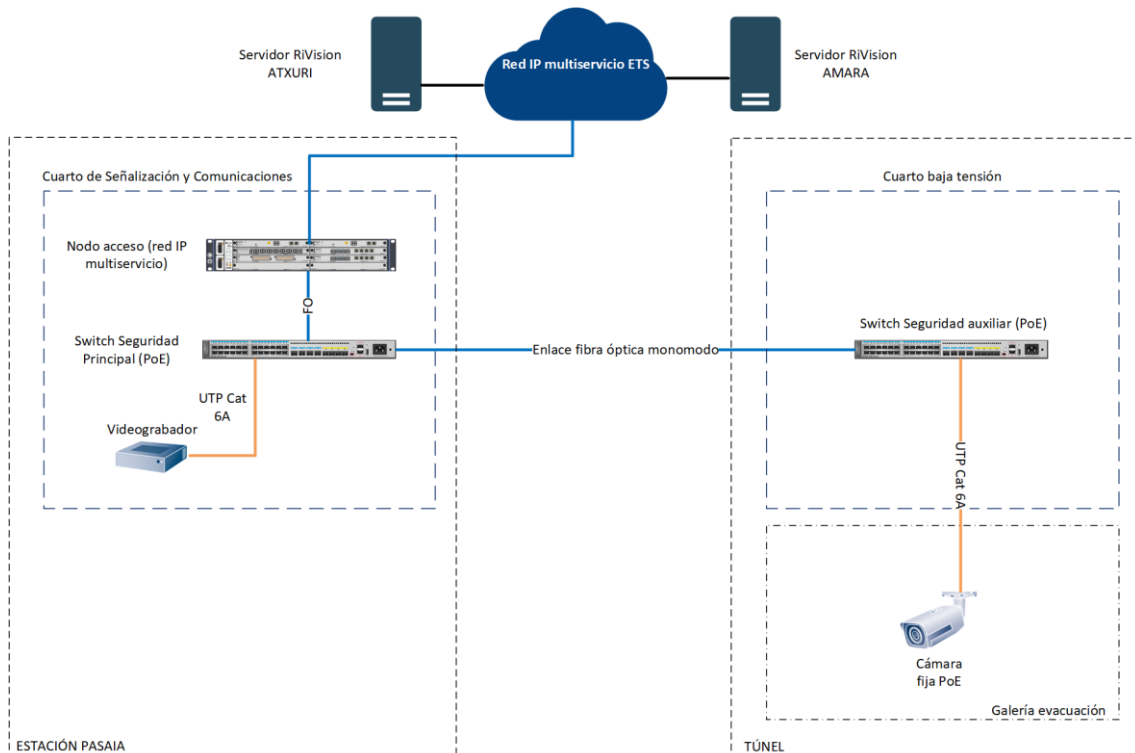 Servidor RiVision
ATXURI
Red IP multiservicio ETS
Servidor RiVision
AMARA
Cuarto de Señalización y Comunicaciones
Nodo acceso (red IP
multiservicio)
FO
Switch Seguridad
Principal (PoE)
UTP Cat
6A
Videograbador
Enlace fibra óptica monomodo
ESTACIÓN PASAIA
Cuarto baja tensión
Switch Seguridad auxiliar (PoE)
UTP Cat 6A
Cámara
fija PoE
Galería evacuación
TÚNEL